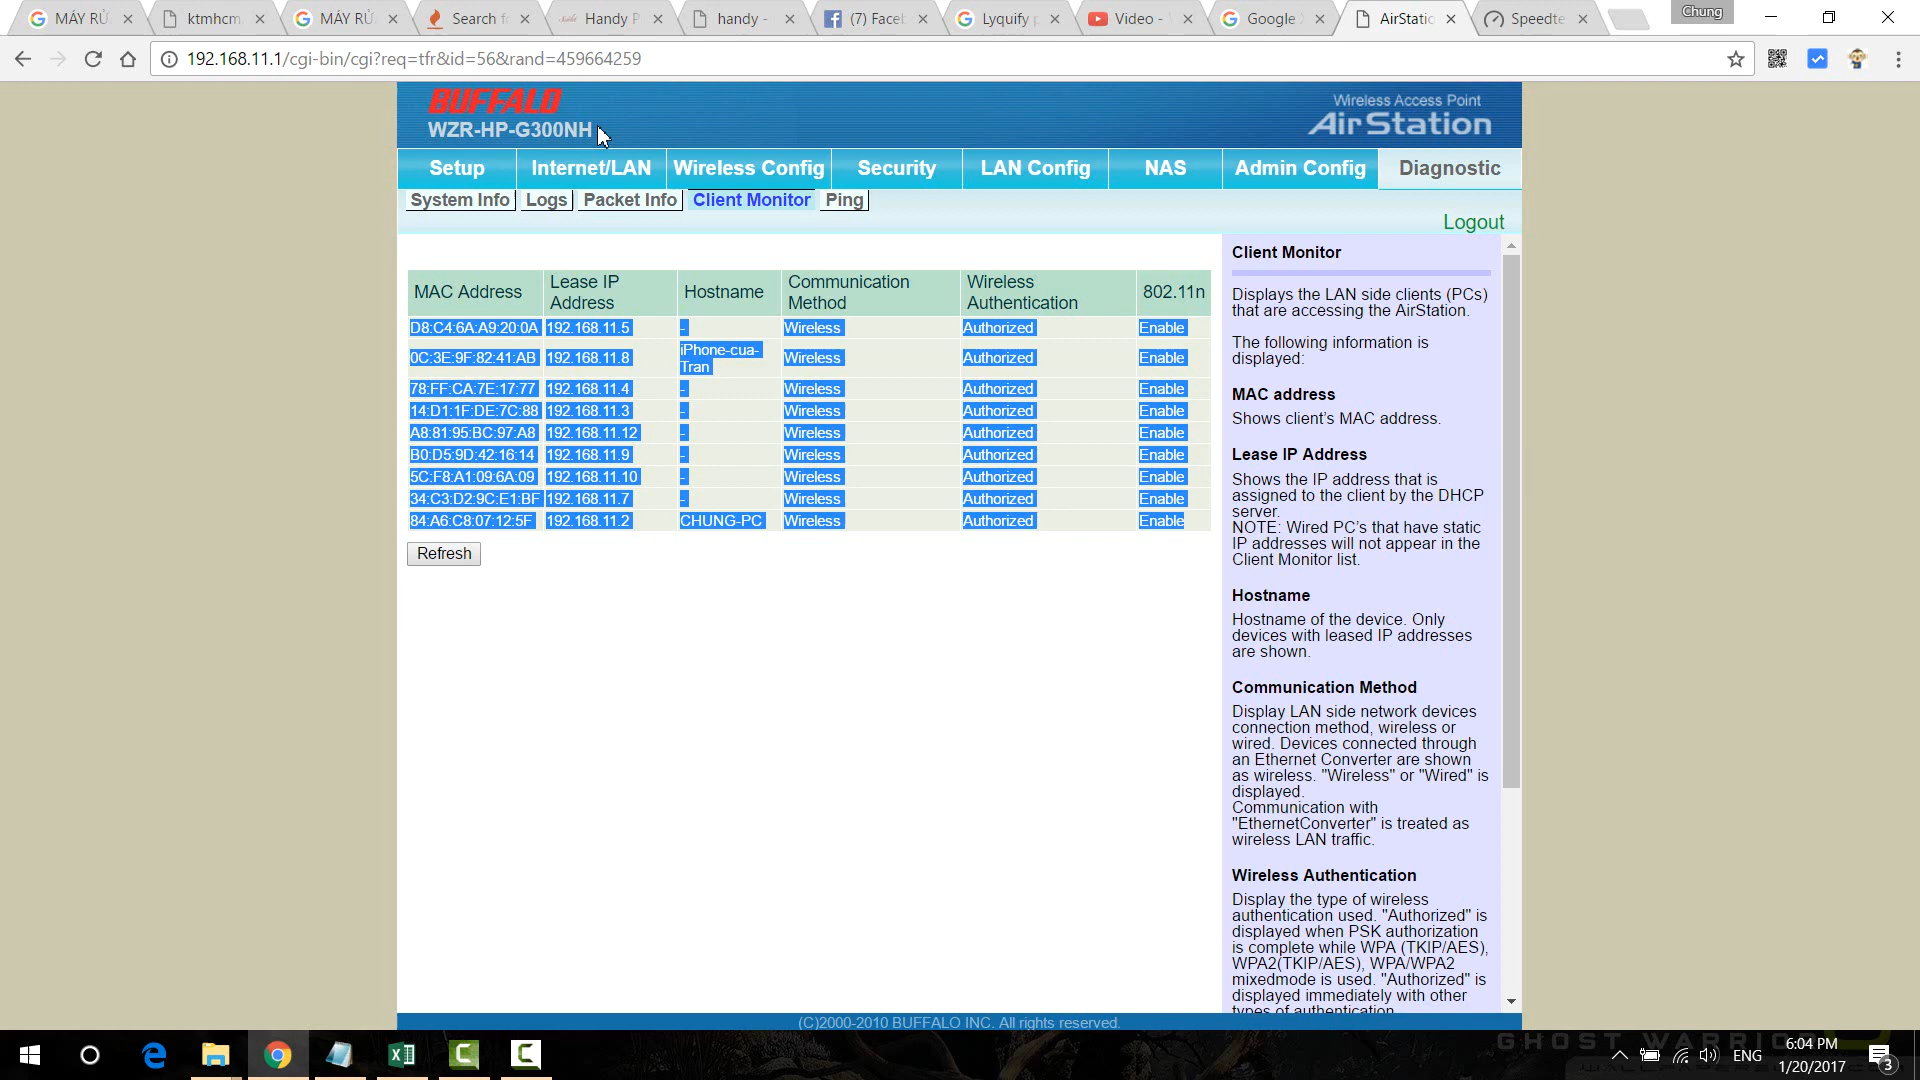 MÁY RỬ
ktmhcm.
MÁY RỬ
Search fo
Handy P
handy -
(7) Faceb
Lyquify p
Video -
Google
AirStatio
Speedte
Chung
192.168.11.1/cgi-bin/cgi?req=tfr&id=56&rand=459664259
BUFFALO
WZR-HP-G300NH
Wireless Access Point
AirStation
Setup Internet/LAN Wireless Config Security LAN Config NAS Admin Config Diagnostic
System Info Logs Packet Info Client Monitor Ping
Logout
MAC Address Lease IP Address Hostname Communication Method Wireless Authentication 802.11n
D8:C4:6A:A9:20:0A 192.168.11.5 - Wireless Authorized Enable
0C:3E:9F:82:41:AB 192.168.11.8 iPhone-cua-Tran Wireless Authorized Enable
78:FF:CA:7E:17:77 192.168.11.4 - Wireless Authorized Enable
14:D1:1F:DE:7C:88 192.168.11.3 - Wireless Authorized Enable
A8:81:95:BC:97:A8 192.168.11.12 - Wireless Authorized Enable
B0:D5:9D:42:16:14 192.168.11.9 - Wireless Authorized Enable
5C:F8:A1:09:6A:09 192.168.11.10 - Wireless Authorized Enable
34:C3:D2:9C:E1:BF 192.168.11.7 - Wireless Authorized Enable
84:A6:C8:07:12:5F 192.168.11.2 CHUNG-PC Wireless Authorized Enable
Refresh
Client Monitor
Displays the LAN side clients (PCs)
that are accessing the AirStation.
The following information is
displayed:
MAC address
Shows client's MAC address.
Lease IP Address
Shows the IP address that is
assigned to the client by the DHCP
server.
NOTE: Wired PC's that have static
IP addresses will not appear in the
Client Monitor list.
Hostname
Hostname of the device. Only
devices with leased IP addresses
are shown.
Communication Method
Display LAN side network devices
connection method, wireless or
wired. Devices connected through
an Ethernet Converter are shown
as wireless. "Wireless" or "Wired" is
displayed.
Communication with
"EthernetConverter" is treated as
wireless LAN traffic.
Wireless Authentication
Display the type of wireless
authentication used. "Authorized" is
displayed when PSK authorization
is complete while WPA (TKIP/AES),
WPA2(TKIP/AES), WPA/WPA2
mixedmode is used. "Authorized" is
displayed immediately with other
types of authentication.
(C)2000-2010 BUFFALO INC. All rights reserved.
GHOST WARRIO
ENG
6:04 PM
1/20/2017
3